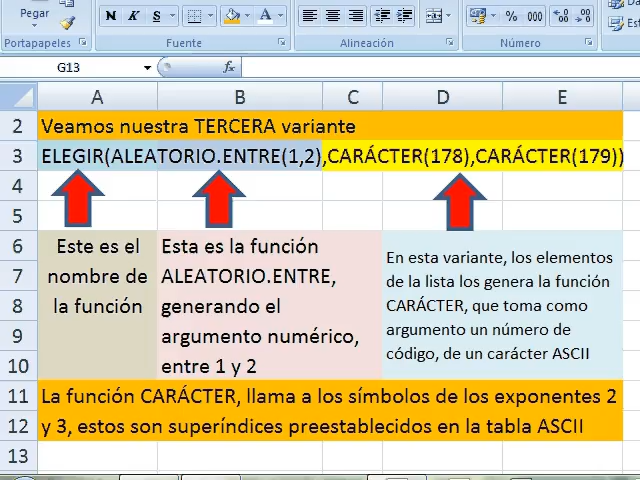 Pegar
N K S A
% 000
Portapapeles Fuente Alineación Número
G13 fx
A B C D E
2 Veamos nuestra TERCERA variante
3 ELEGIR(ALEATORIO.ENTRE(1,2),CARÁCTER(178),CARÁCTER(179))
4
5
6 Este es el
7 nombre de
8 la función
Esta es la función
ALEATORIO.ENTRE,
generando el
9 argumento numérico,
10 entre 1 y 2
En esta variante, los elementos
de la lista los genera la función
CARÁCTER, que toma como
argumento un número de
código, de un carácter ASCII
11 La función CARÁCTER, llama a los símbolos de los exponentes 2
12 y 3, estos son superíndices preestablecidos en la tabla ASCII
13